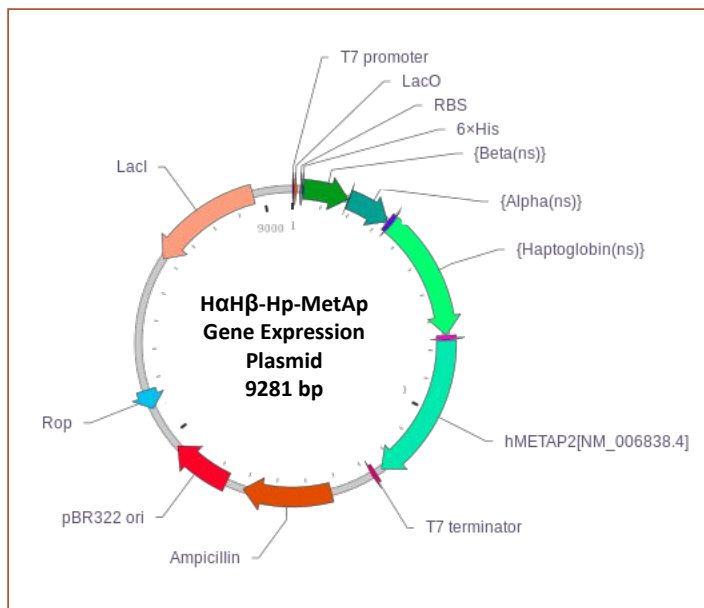 T7 promoter
LacO
RBS
6×His
{Beta(ns)}
{Alpha(ns)}
{Haptoglobin(ns)}
LacI
9000
1
HαHβ-Hp-MetAp
Gene Expression
Plasmid
9281 bp
Rop
hMETAP2[NM_006838.4]
pBR322 ori
T7 terminator
Ampicillin